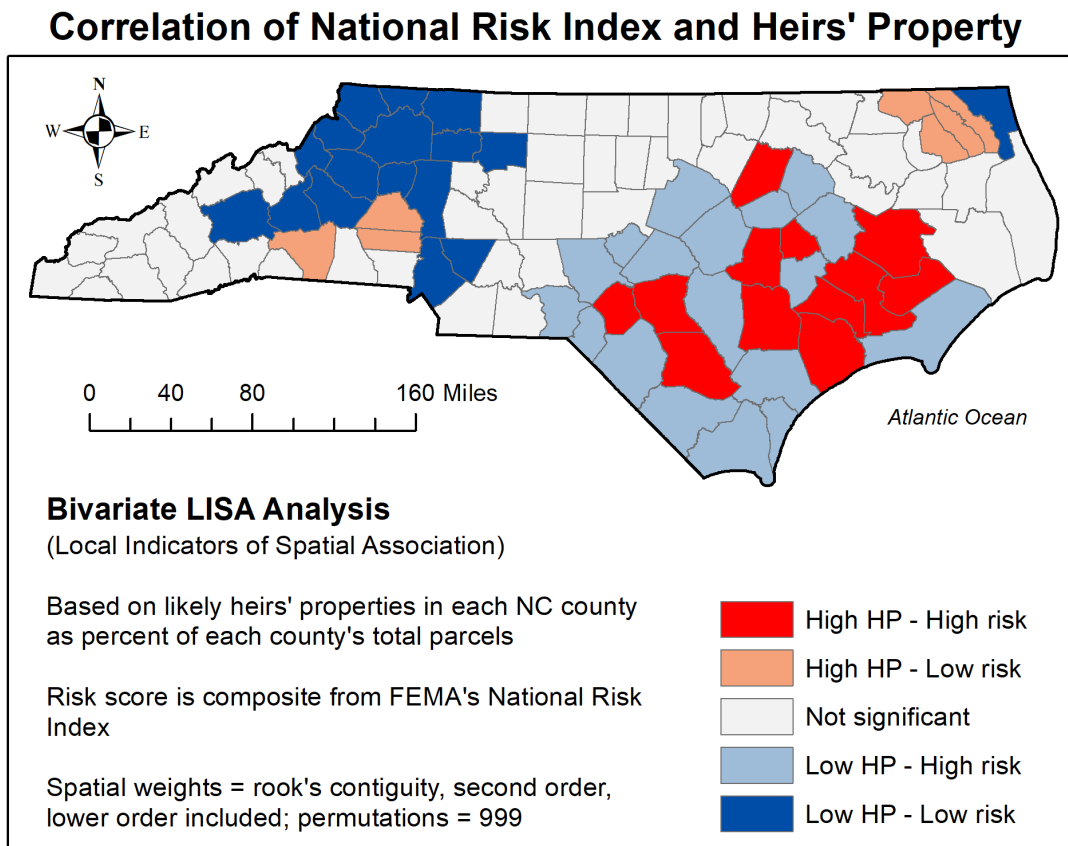 Correlation of National Risk Index and Heirs' Property
N
W E
S
0 40 80 160 Miles
Atlantic Ocean
Bivariate LISA Analysis
(Local Indicators of Spatial Association)
Based on likely heirs' properties in each NC county
as percent of each county's total parcels
Risk score is composite from FEMA's National Risk
Index
Spatial weights = rook's contiguity, second order,
lower order included; permutations = 999
High HP - High risk
High HP - Low risk
Not significant
Low HP - High risk
Low HP - Low risk